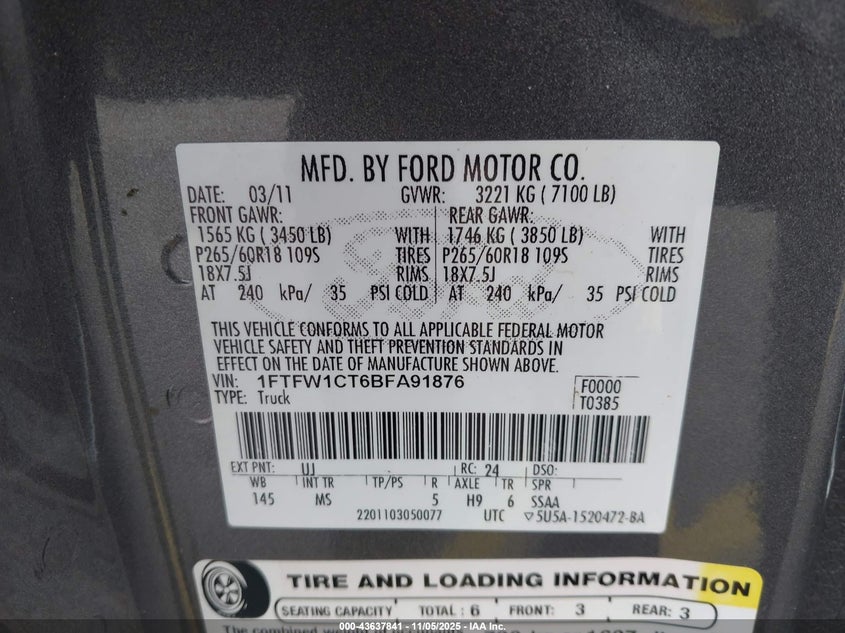 MFD. BY FORD MOTOR CO.
DATE: 03/11 GVWR: 3221 KG ( 7100 LB)
FRONT GAWR: REAR GAWR:
1565 KG ( 3450 LB) WITH 1746 KG ( 3850 LB) WITH
P265/60R18 109S TIRES P265/60R18 109S TIRES
18X7.5J RIMS 18X7.5J RIMS
AT 240 kPa/ 35 PSI COLD AT 240 kPa/ 35 PSI COLD
THIS VEHICLE CONFORMS TO ALL APPLICABLE FEDERAL MOTOR
VEHICLE SAFETY AND THEFT PREVENTION STANDARDS IN
EFFECT ON THE DATE OF MANUFACTURE SHOWN ABOVE.
VIN: 1FTFW1CT6BFA91876 F0000
TYPE: Truck T0385
EXT PNT: UJ RC: 24 DSO:
WB INT TR TP/PS R AXLE TR SPR
145 MS 5 H9 6 SSAA
2201103050077 UTC ▽5U5A-1520472-BA
TIRE AND LOADING INFORMATION
SEATING CAPACITY TOTAL : 6 FRONT: 3 REAR: 3
The combined weight of
000-43637841 - 11/05/2025 - IAA Inc.